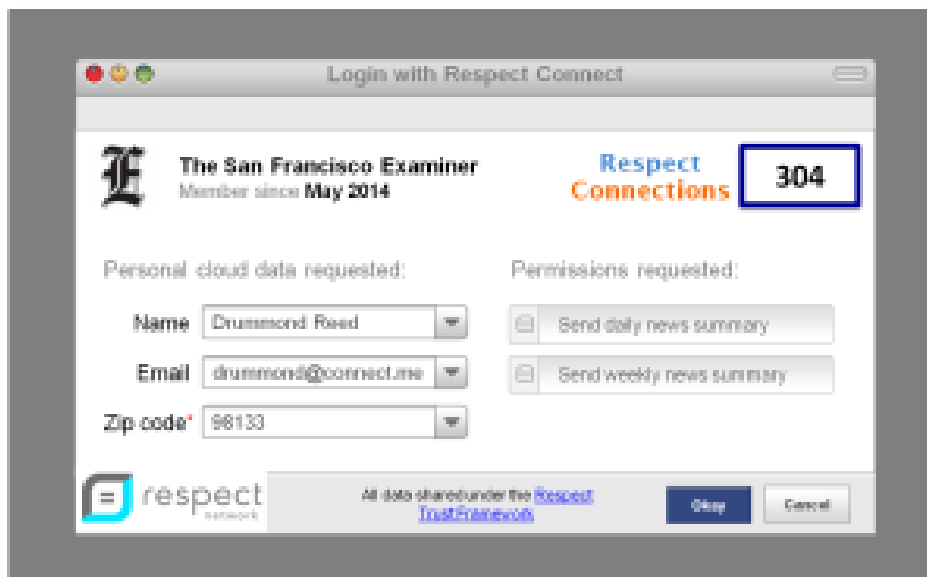 Login with Respect Connect
The San Francisco Examiner
Member since May 2014
Respect
Connections
304
Personal cloud data requested:
Permissions requested:
Name
Drummond Reed
Send daily news summary
Email
drummond@connect.me
Send weekly news summary
Zip code*
98133
= respect
network
All data shared under the Respect
Trust Framework
Okay
Cancel